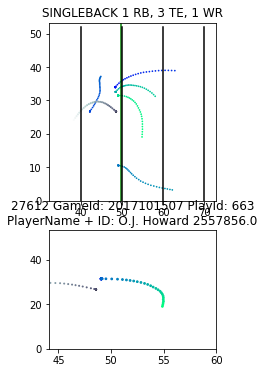 SINGLEBACK 1 RB, 3 TE, 1 WR
50
40
30
20
10
0
40 50 60 70
27612 GameId: 2017101507 PlayId: 663
PlayerName + ID: O.J. Howard 2557856.0
40
20
0
45 50 55 60